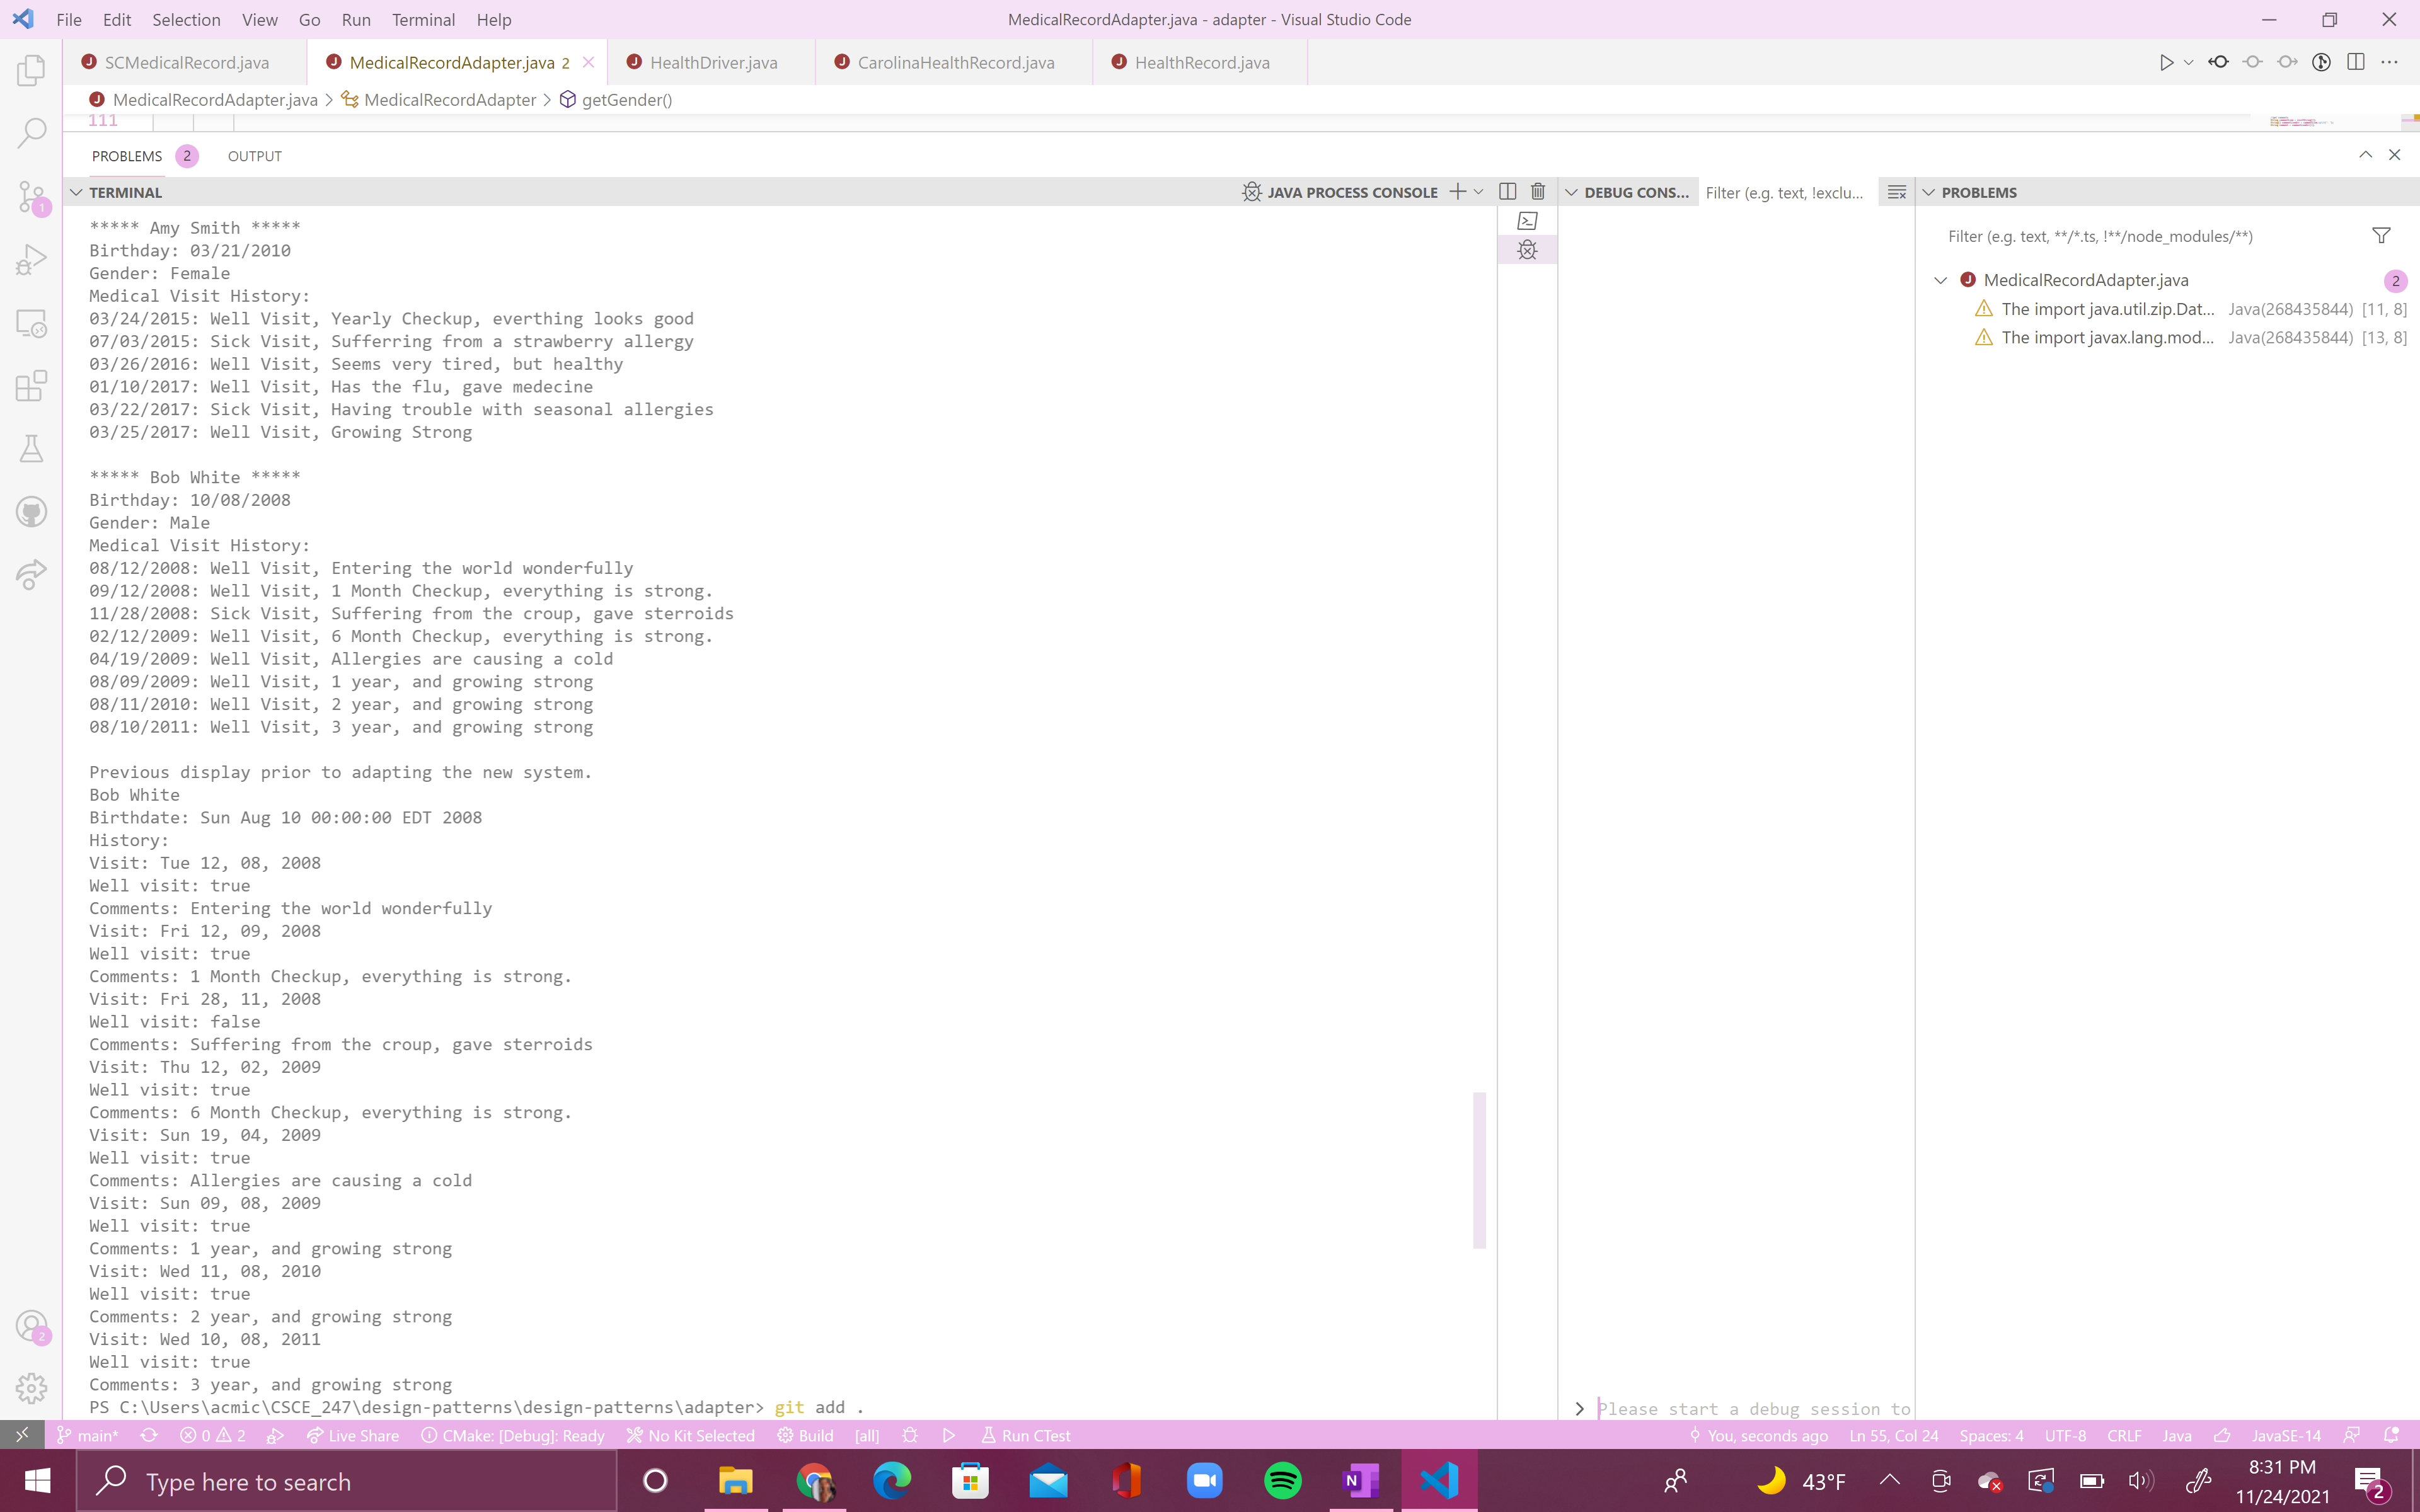 File Edit Selection View Go Run Terminal Help
MedicalRecordAdapter.java - adapter - Visual Studio Code
SCMedicalRecord.java
MedicalRecordAdapter.java 2
HealthDriver.java
CarolinaHealthRecord.java
HealthRecord.java
MedicalRecordAdapter.java > MedicalRecordAdapter > getGender()
111
PROBLEMS 2 OUTPUT
TERMINAL
JAVA PROCESS CONSOLE
***** Amy Smith *****
Birthday: 03/21/2010
Gender: Female
Medical Visit History:
03/24/2015: Well Visit, Yearly Checkup, everthing looks good
07/03/2015: Sick Visit, Sufferring from a strawberry allergy
03/26/2016: Well Visit, Seems very tired, but healthy
01/10/2017: Well Visit, Has the flu, gave medecine
03/22/2017: Sick Visit, Having trouble with seasonal allergies
03/25/2017: Well Visit, Growing Strong
***** Bob White *****
Birthday: 10/08/2008
Gender: Male
Medical Visit History:
08/12/2008: Well Visit, Entering the world wonderfully
09/12/2008: Well Visit, 1 Month Checkup, everything is strong.
11/28/2008: Sick Visit, Suffering from the croup, gave sterroids
02/12/2009: Well Visit, 6 Month Checkup, everything is strong.
04/19/2009: Well Visit, Allergies are causing a cold
08/09/2009: Well Visit, 1 year, and growing strong
08/11/2010: Well Visit, 2 year, and growing strong
08/10/2011: Well Visit, 3 year, and growing strong
Previous display prior to adapting the new system.
Bob White
Birthdate: Sun Aug 10 00:00:00 EDT 2008
History:
Visit: Tue 12, 08, 2008
Well visit: true
Comments: Entering the world wonderfully
Visit: Fri 12, 09, 2008
Well visit: true
Comments: 1 Month Checkup, everything is strong.
Visit: Fri 28, 11, 2008
Well visit: false
Comments: Suffering from the croup, gave sterroids
Visit: Thu 12, 02, 2009
Well visit: true
Comments: 6 Month Checkup, everything is strong.
Visit: Sun 19, 04, 2009
Well visit: true
Comments: Allergies are causing a cold
Visit: Sun 09, 08, 2009
Well visit: true
Comments: 1 year, and growing strong
Visit: Wed 11, 08, 2010
Well visit: true
Comments: 2 year, and growing strong
Visit: Wed 10, 08, 2011
Well visit: true
Comments: 3 year, and growing strong
PS C:\Users\acmic\CSCE_247\design-patterns\design-patterns\adapter> git add .
DEBUG CONS...
Filter (e.g. text, !exclu...
> Please start a debug session to
PROBLEMS
Filter (e.g. text, **/*.ts, !**/node_modules/**)
MedicalRecordAdapter.java 2
The import java.util.zip.Dat... Java(268435844) [11, 8]
The import javax.lang.mod... Java(268435844) [13, 8]
1
2
main* 0 2 Live Share CMake: [Debug]: Ready No Kit Selected Build [all] Run CTest
You, seconds ago Ln 55, Col 24 Spaces: 4 UTF-8 CRLF Java JavaSE-14
Type here to search
43°F
8:31 PM
11/24/2021
2